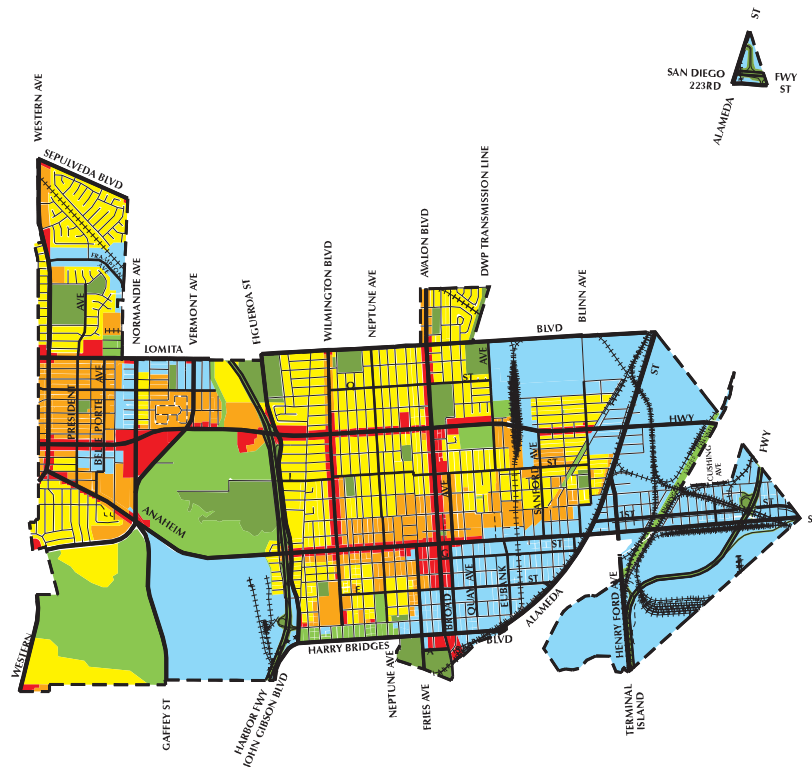 ST
SAN DIEGO FWY
223RD ST
ALAMEDA
WESTERN AVE
SEPULVEDA BLVD
DWP TRANSMISSION LINE
AVALON BLVD
WILMINGTON BLVD
NEPTUNE AVE
BLINN AVE
NORMANDIE AVE
VERMONT AVE
FIGUEROA ST
AVE
BLVD
LOMITA
AVE
ST
AVE
ST
PRESIDENT
BELLE PORTE
HWY
CUSHING AVE
FWY
ST
SANFORD AVE
I
AVE
ANAHEIM
1ST
ST
ST
S
E
ST
BROAD
QUAY AVE
EUBANK
ALAMEDA
HENRY FORD AVE
HARRY BRIDGES
BLVD
WESTERN
NEPTUNE AVE
FRIES AVE
GAFFEY ST
HARBOR FWY
JOHN GIBSON BLVD
TERMINAL
ISLAND